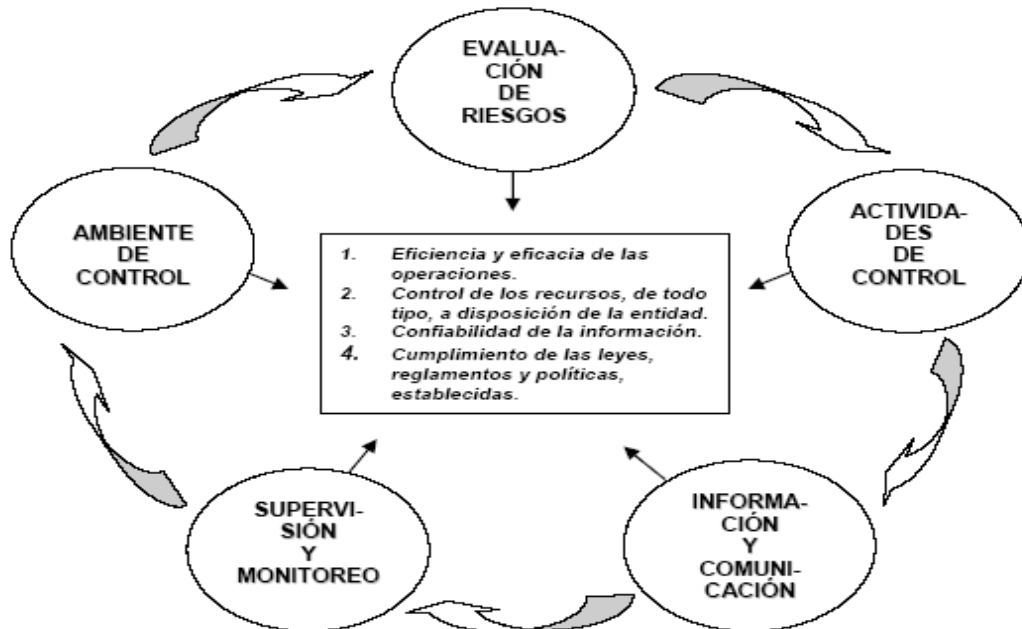 EVALUA-
CIÓN
DE
RIESGOS
AMBIENTE
DE
CONTROL
ACTIVIDA-
DES
DE
CONTROL
1. Eficiencia y eficacia de las
operaciones.
2. Control de los recursos, de todo
tipo, a disposición de la entidad.
3. Confiabilidad de la información.
4. Cumplimiento de las leyes,
reglamentos y políticas,
establecidas.
SUPERVI-
SIÓN
Y
MONITOREO
INFORMA-
CIÓN
Y
COMUNI-
CACIÓN